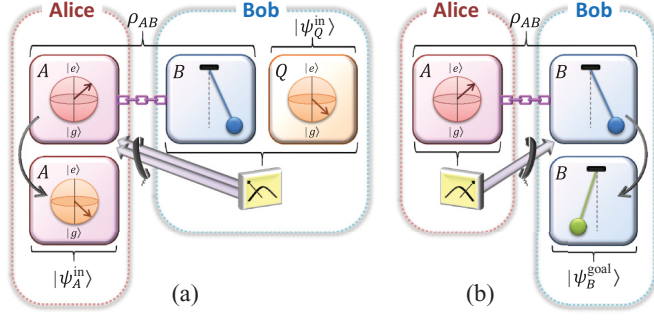 Alice
Bob
ρ_AB
|ψ_Q^in⟩
A
|e⟩
|g⟩
B
Q
|e⟩
|g⟩
A
|e⟩
|g⟩
|ψ_A^in⟩
(a)
Alice
Bob
ρ_AB
A
|e⟩
|g⟩
B
B
|ψ_B^goal⟩
(b)